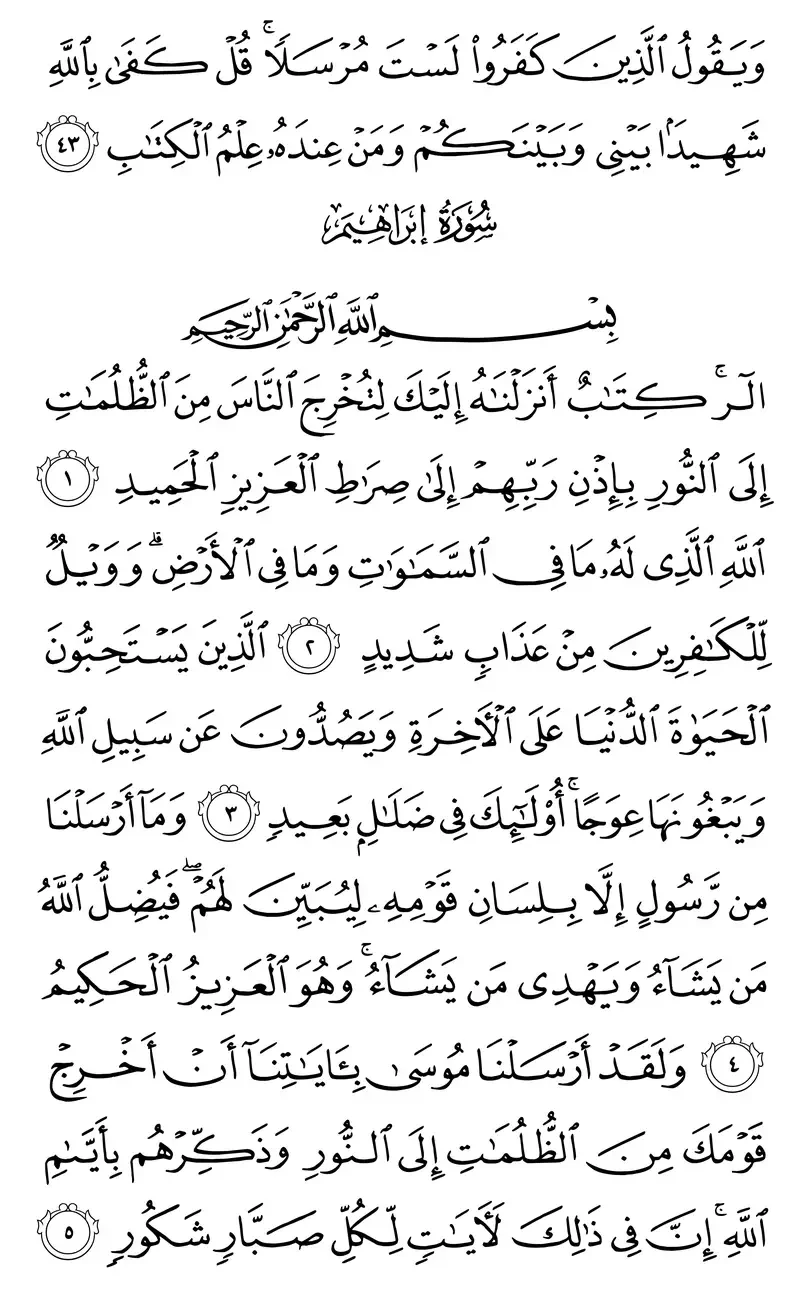 وَيَقُولُ ٱلَّذِينَ كَفَرُوا۟ لَسْتَ مُرْسَلًا ۚ قُلْ كَفَىٰ بِٱللَّهِ
شَهِيدًۢا بَيْنِى وَبَيْنَكُمْ وَمَنْ عِندَهُۥ عِلْمُ ٱلْكِتَٰبِ ٤٣
سُورَةُ إِبْرَاهِيمَ
بِسْمِ ٱللَّهِ ٱلرَّحْمَٰنِ ٱلرَّحِيمِ
الٓر ۚ كِتَٰبٌ أَنزَلْنَٰهُ إِلَيْكَ لِتُخْرِجَ ٱلنَّاسَ مِنَ ٱلظُّلُمَٰتِ
إِلَى ٱلنُّورِ بِإِذْنِ رَبِّهِمْ إِلَىٰ صِرَٰطِ ٱلْعَزِيزِ ٱلْحَمِيدِ ١
ٱللَّهِ ٱلَّذِى لَهُۥ مَا فِى ٱلسَّمَٰوَٰتِ وَمَا فِى ٱلْأَرْضِ ۗ وَوَيْلٌ
لِّلْكَٰفِرِينَ مِنْ عَذَابٍ شَدِيدٍ ٢ ٱلَّذِينَ يَسْتَحِبُّونَ
ٱلْحَيَوٰةَ ٱلدُّنْيَا عَلَى ٱلْـَٔاخِرَةِ وَيَصُدُّونَ عَن سَبِيلِ ٱللَّهِ
وَيَبْغُونَهَا عِوَجًا ۚ أُو۟لَٰٓئِكَ فِى ضَلَٰلٍۭ بَعِيدٍ ٣ وَمَآ أَرْسَلْنَا
مِن رَّسُولٍ إِلَّا بِلِسَانِ قَوْمِهِۦ لِيُبَيِّنَ لَهُمْ ۖ فَيُضِلُّ ٱللَّهُ
مَن يَشَآءُ وَيَهْدِى مَن يَشَآءُ ۚ وَهُوَ ٱلْعَزِيزُ ٱلْحَكِيمُ
٤ وَلَقَدْ أَرْسَلْنَا مُوسَىٰ بِـَٔايَٰتِنَآ أَنْ أَخْرِجْ
قَوْمَكَ مِنَ ٱلظُّلُمَٰتِ إِلَى ٱلنُّورِ وَذَكِّرْهُم بِأَيَّىٰمِ
ٱللَّهِ ۚ إِنَّ فِى ذَٰلِكَ لَـَٔايَٰتٍ لِّكُلِّ صَبَّارٍ شَكُورٍ ٥